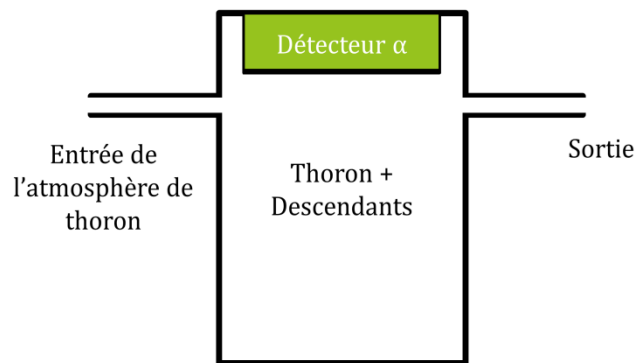 Détecteur α
Entrée de
l’atmosphère de
thoron
Thoron +
Descendants
Sortie